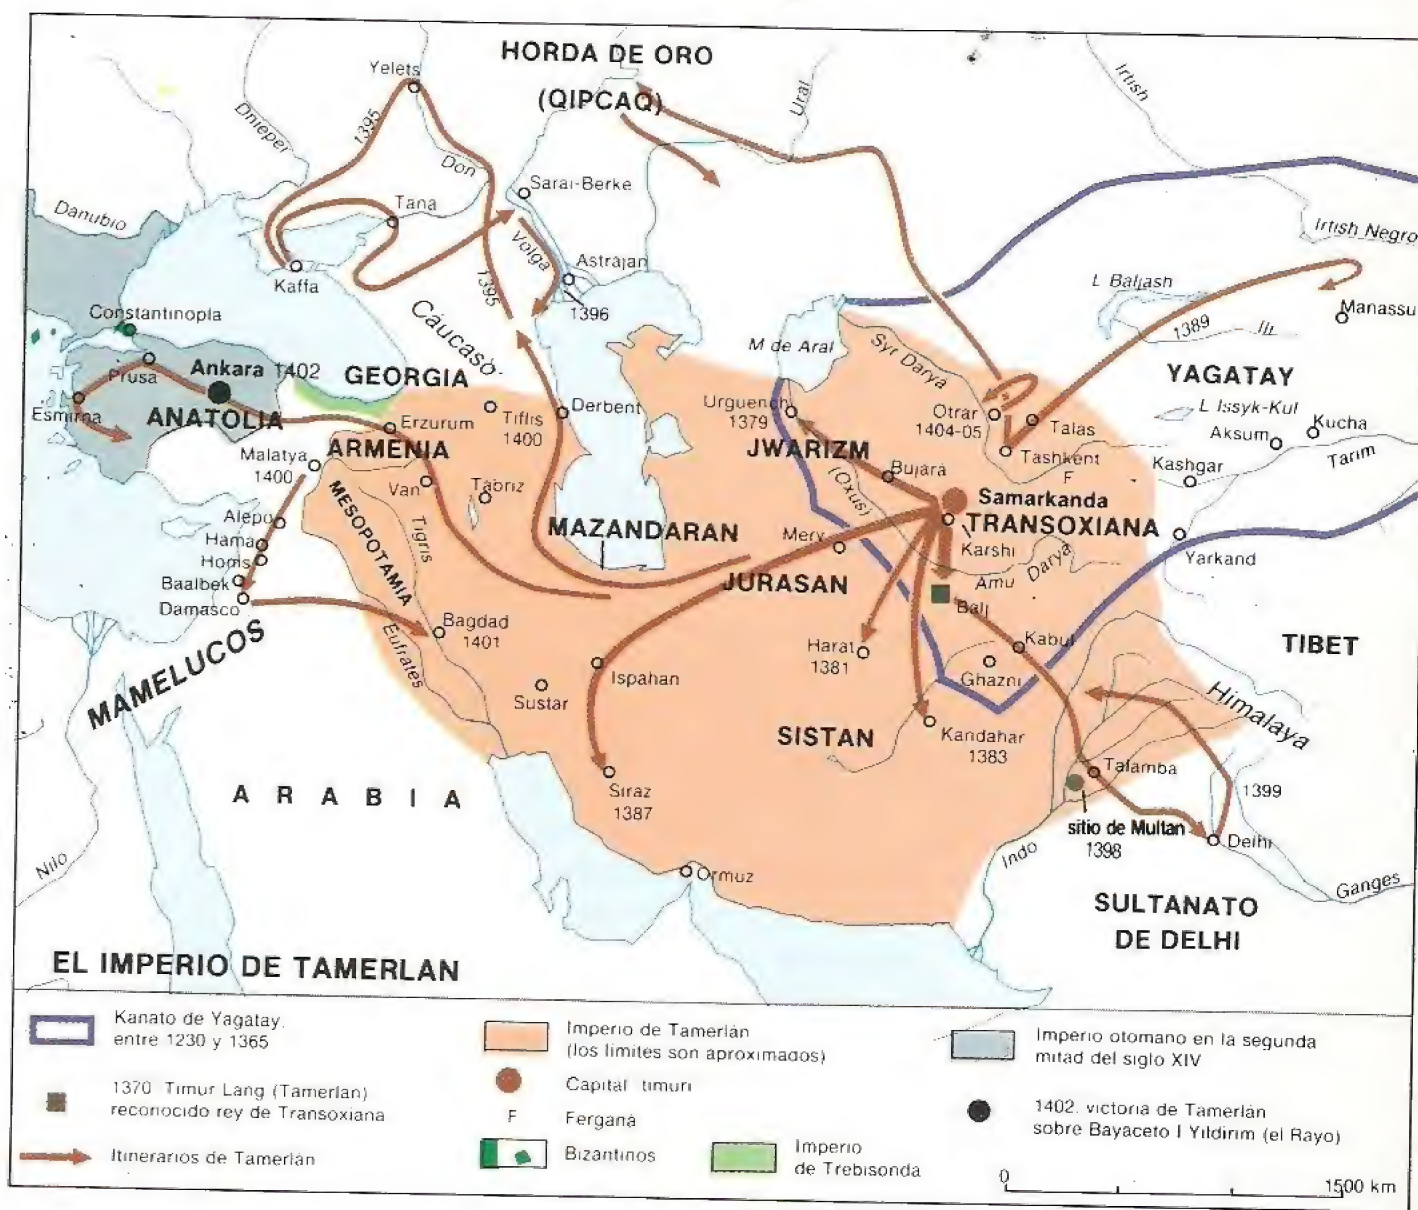 HORDA DE ORO
(QIPCAQ)
Yelets
1395
Dnieper
Don
Ural
Irtish
Sarai-Berke
Tana
Danubio
Volga
Astraján
Irtish Negro
Kaffa
1395
1396
L Baljash
Manassu
Constantinopla
Cáucaso
M de Aral
Syr Darya
1389
Ili
Prusa
Ankara 1402
GEORGIA
YAGATAY
Esmirna
ANATOLIA
Erzurum
Tiflis
1400
Derbent
Urguench
1379
Otrar
1404-05
Talas
L Issyk-Kul
Aksum
Kucha
Malatya
1400
ARMENIA
JWARIZM
Tashkent
F
Kashgar
Tarim
Van
Tabriz
Bujará
(Oxus)
Samarkanda
Alepo
MESOPOTAMIA
Tigris
MAZANDARAN
Merv
TRANSOXIANA
Hama
Homs
Karshi
Yarkand
Baalbek
Damasco
JURASAN
Amu Darya
Balj
MAMELUCOS
Bagdad
1401
Eufrates
Harat
1381
Kabul
Ghazni
TIBET
Ispahan
Sustar
Himalaya
SISTAN
Kandahar
1383
Talamba
ARABIA
Siraz
1387
1399
sitio de Multan
1398
Delhi
Nilo
Indo
Ormuz
Ganges
SULTANATO
DE DELHI
EL IMPERIO DE TAMERLAN
Kanato de Yagatay,
entre 1230 y 1365
1370 Timur Lang (Tamerlan)
reconocido rey de Transoxiana
Itinerarios de Tamerlán
Imperio de Tamerlán
(los límites son aproximados)
Capital timurí
F Ferganá
Bizantinos
Imperio
de Trebisonda
Imperio otomano en la segunda
mitad del siglo XIV
1402. victoria de Tamerlán
sobre Bayaceto I Yildirim (el Rayo)
0 1500 km